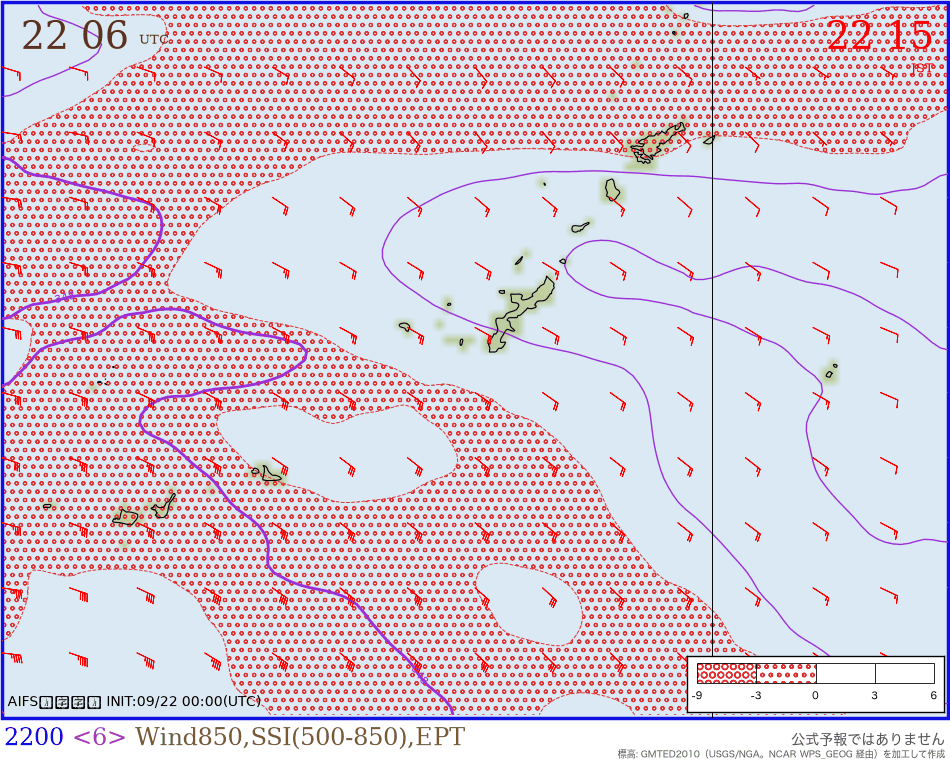 22 06 UTC
22 15
JST
AIFS INIT:09/22 00:00(UTC)
-9 -3 0 3 6
2200 <6> Wind850,SSI(500-850),EPT
公式予報ではありません
標高: GMTED2010（USGS/NGA。NCAR WPS_GEOG 経由）を加工して作成